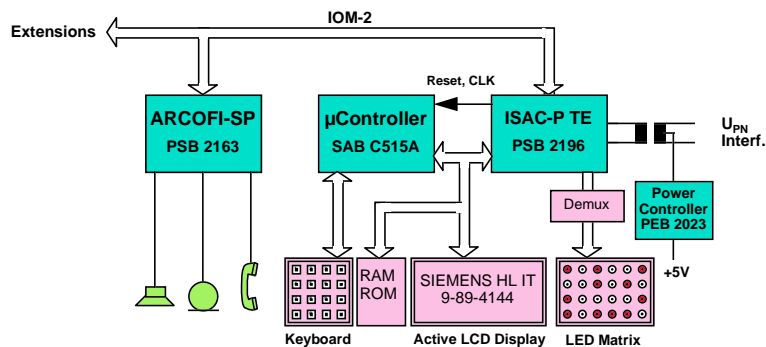 IOM-2
Extensions
Reset, CLK
ARCOFI-SP
PSB 2163
µController
SAB C515A
ISAC-P TE
PSB 2196
UPN
Interf.
Demux
Power
Controller
PEB 2023
+5V
RAM
ROM
SIEMENS HL IT
9-89-4144
Keyboard
Active LCD Display
LED Matrix